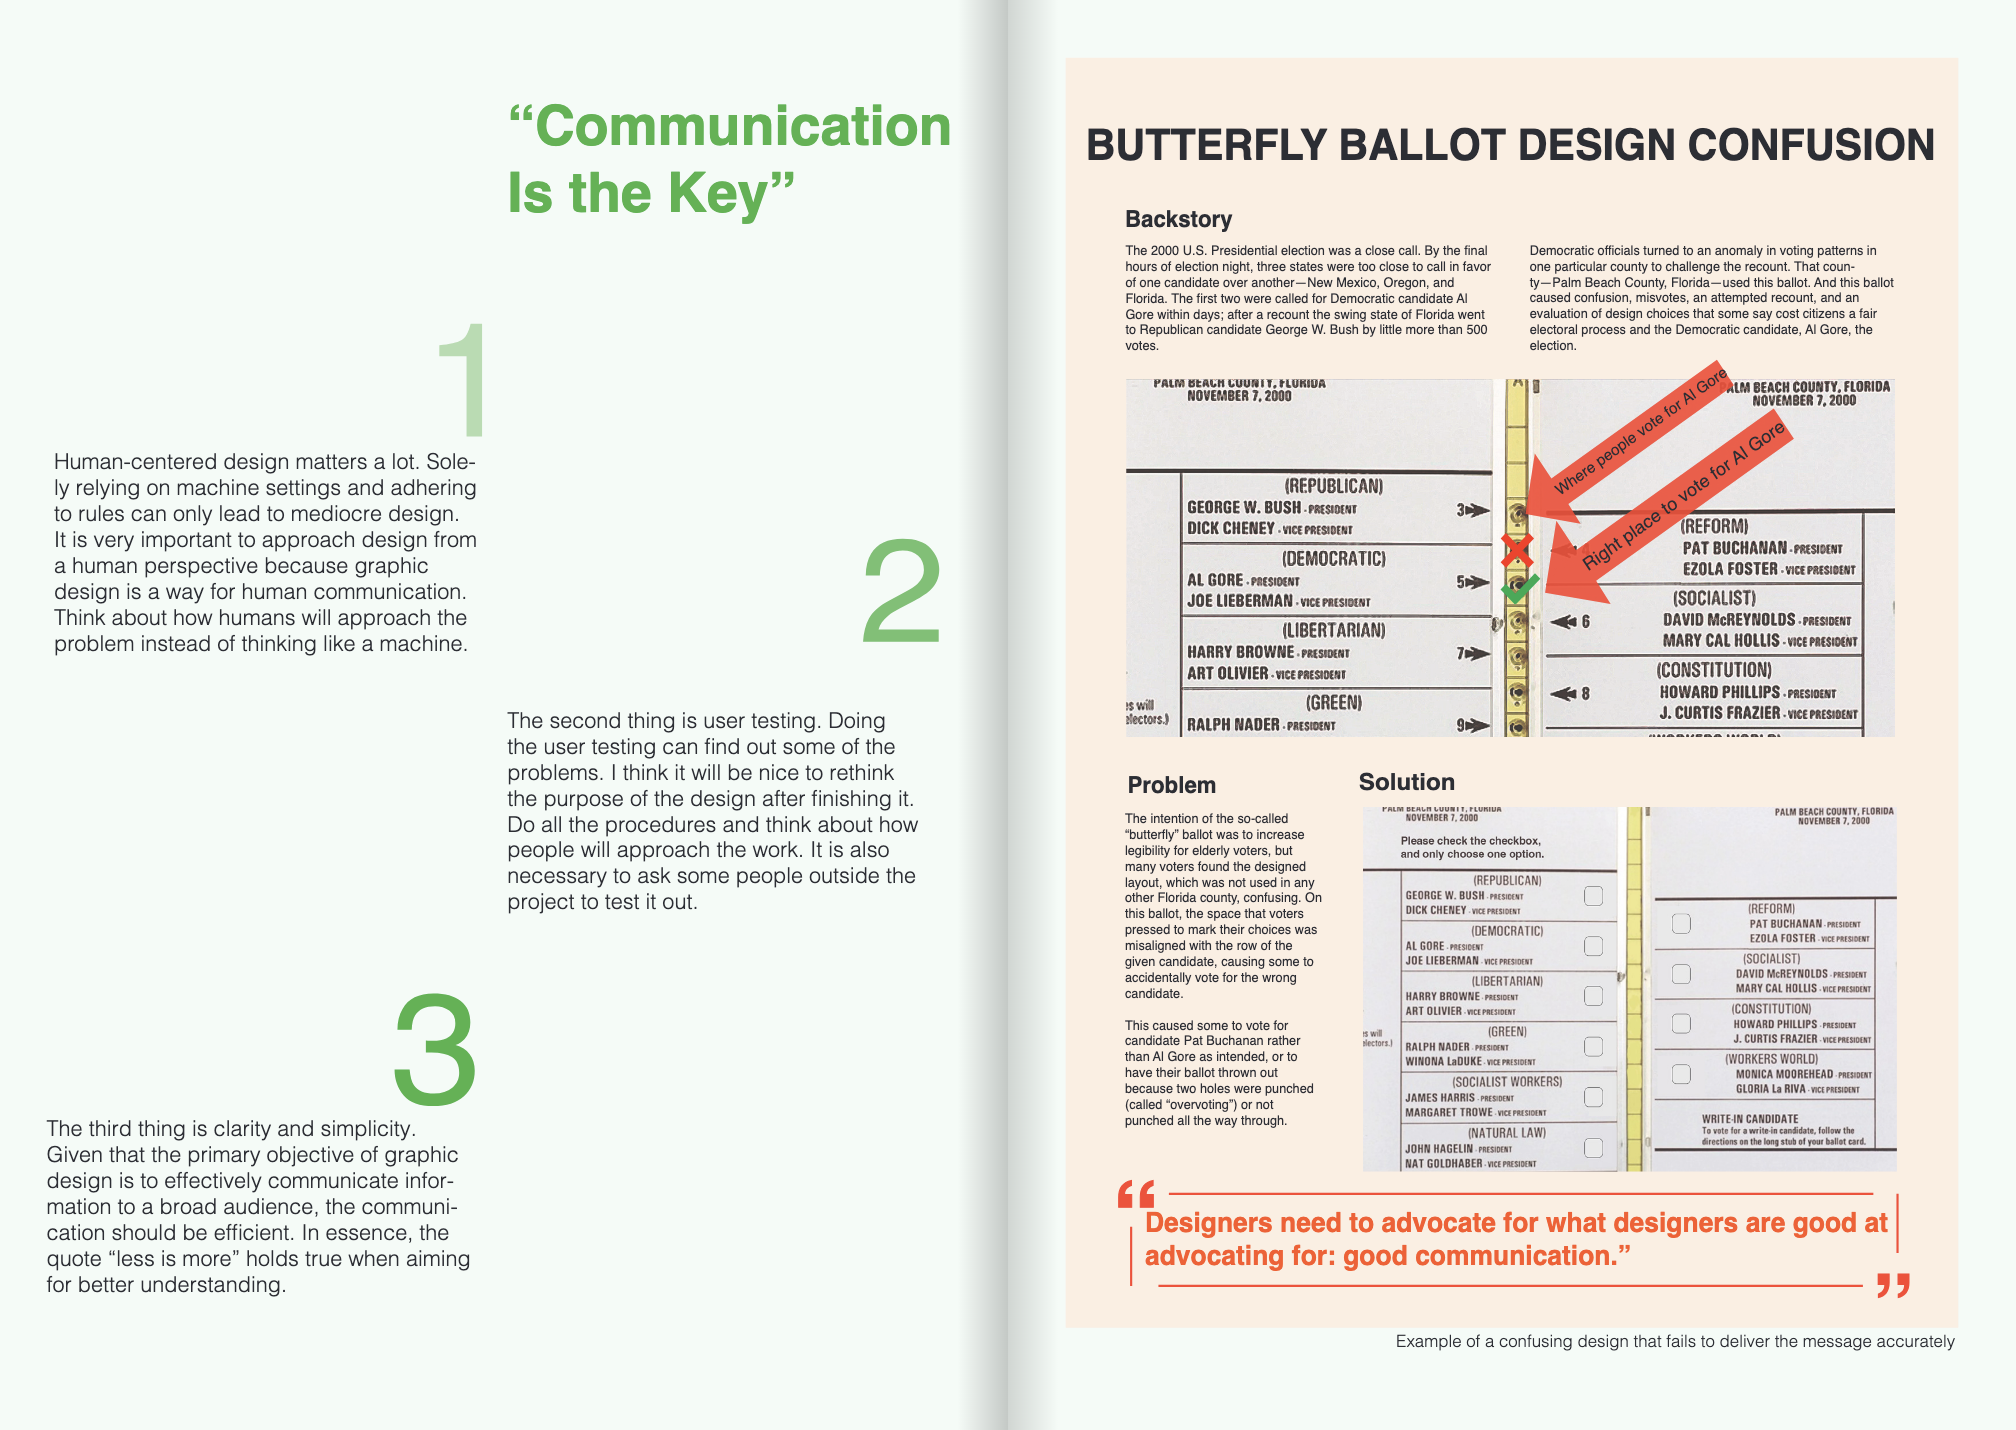 “Communication
Is the Key”
1
Human-centered design matters a lot. Sole-
ly relying on machine settings and adhering
to rules can only lead to mediocre design.
It is very important to approach design from
a human perspective because graphic
design is a way for human communication.
Think about how humans will approach the
problem instead of thinking like a machine.
2
The second thing is user testing. Doing
the user testing can find out some of the
problems. I think it will be nice to rethink
the purpose of the design after finishing it.
Do all the procedures and think about how
people will approach the work. It is also
necessary to ask some people outside the
project to test it out.
3
The third thing is clarity and simplicity.
Given that the primary objective of graphic
design is to effectively communicate infor-
mation to a broad audience, the communi-
cation should be efficient. In essence, the
quote “less is more” holds true when aiming
for better understanding.
BUTTERFLY BALLOT DESIGN CONFUSION
Backstory
The 2000 U.S. Presidential election was a close call. By the final
hours of election night, three states were too close to call in favor
of one candidate over another—New Mexico, Oregon, and
Florida. The first two were called for Democratic candidate Al
Gore within days; after a recount the swing state of Florida went
to Republican candidate George W. Bush by little more than 500
votes.
Democratic officials turned to an anomaly in voting patterns in
one particular county to challenge the recount. That coun-
ty—Palm Beach County, Florida—used this ballot. And this ballot
caused confusion, misvotes, an attempted recount, and an
evaluation of design choices that some say cost citizens a fair
electoral process and the Democratic candidate, Al Gore, the
election.
PALM BEACH COUNTY, FLORIDA
NOVEMBER 7, 2000
(REPUBLICAN)
GEORGE W. BUSH - PRESIDENT 3
DICK CHENEY - VICE PRESIDENT
(DEMOCRATIC)
AL GORE - PRESIDENT 5
JOE LIEBERMAN - VICE PRESIDENT
(LIBERTARIAN)
HARRY BROWNE - PRESIDENT 7
ART OLIVIER - VICE PRESIDENT
(GREEN)
RALPH NADER - PRESIDENT 9
es will
electors.)
A
Where people vote for Al Gore
Right place to vote for Al Gore
PALM BEACH COUNTY, FLORIDA
NOVEMBER 7, 2000
(REFORM)
PAT BUCHANAN - PRESIDENT
EZOLA FOSTER - VICE PRESIDENT
(SOCIALIST)
6 DAVID McREYNOLDS - PRESIDENT
MARY CAL HOLLIS - VICE PRESIDENT
(CONSTITUTION)
8 HOWARD PHILLIPS - PRESIDENT
J. CURTIS FRAZIER - VICE PRESIDENT
(WORKERS WORLD)
Problem
The intention of the so-called
“butterfly” ballot was to increase
legibility for elderly voters, but
many voters found the designed
layout, which was not used in any
other Florida county, confusing. On
this ballot, the space that voters
pressed to mark their choices was
misaligned with the row of the
given candidate, causing some to
accidentally vote for the wrong
candidate.
This caused some to vote for
candidate Pat Buchanan rather
than Al Gore as intended, or to
have their ballot thrown out
because two holes were punched
(called “overvoting”) or not
punched all the way through.
Solution
PALM BEACH COUNTY, FLORIDA
NOVEMBER 7, 2000
Please check the checkbox,
and only choose one option.
(REPUBLICAN)
GEORGE W. BUSH - PRESIDENT
DICK CHENEY - VICE PRESIDENT
(DEMOCRATIC)
AL GORE - PRESIDENT
JOE LIEBERMAN - VICE PRESIDENT
(LIBERTARIAN)
HARRY BROWNE - PRESIDENT
ART OLIVIER - VICE PRESIDENT
(GREEN)
RALPH NADER - PRESIDENT
WINONA LaDUKE - VICE PRESIDENT
(SOCIALIST WORKERS)
JAMES HARRIS - PRESIDENT
MARGARET TROWE - VICE PRESIDENT
(NATURAL LAW)
JOHN HAGELIN - PRESIDENT
NAT GOLDHABER - VICE PRESIDENT
es will
electors.)
PALM BEACH COUNTY, FLORIDA
NOVEMBER 7, 2000
(REFORM)
PAT BUCHANAN - PRESIDENT
EZOLA FOSTER - VICE PRESIDENT
(SOCIALIST)
DAVID McREYNOLDS - PRESIDENT
MARY CAL HOLLIS - VICE PRESIDENT
(CONSTITUTION)
HOWARD PHILLIPS - PRESIDENT
J. CURTIS FRAZIER - VICE PRESIDENT
(WORKERS WORLD)
MONICA MOOREHEAD - PRESIDENT
GLORIA La RIVA - VICE PRESIDENT
WRITE-IN CANDIDATE
To vote for a write-in candidate, follow the
directions on the long stub of your ballot card.
“Designers need to advocate for what designers are good at
advocating for: good communication.”
”
Example of a confusing design that fails to deliver the message accurately